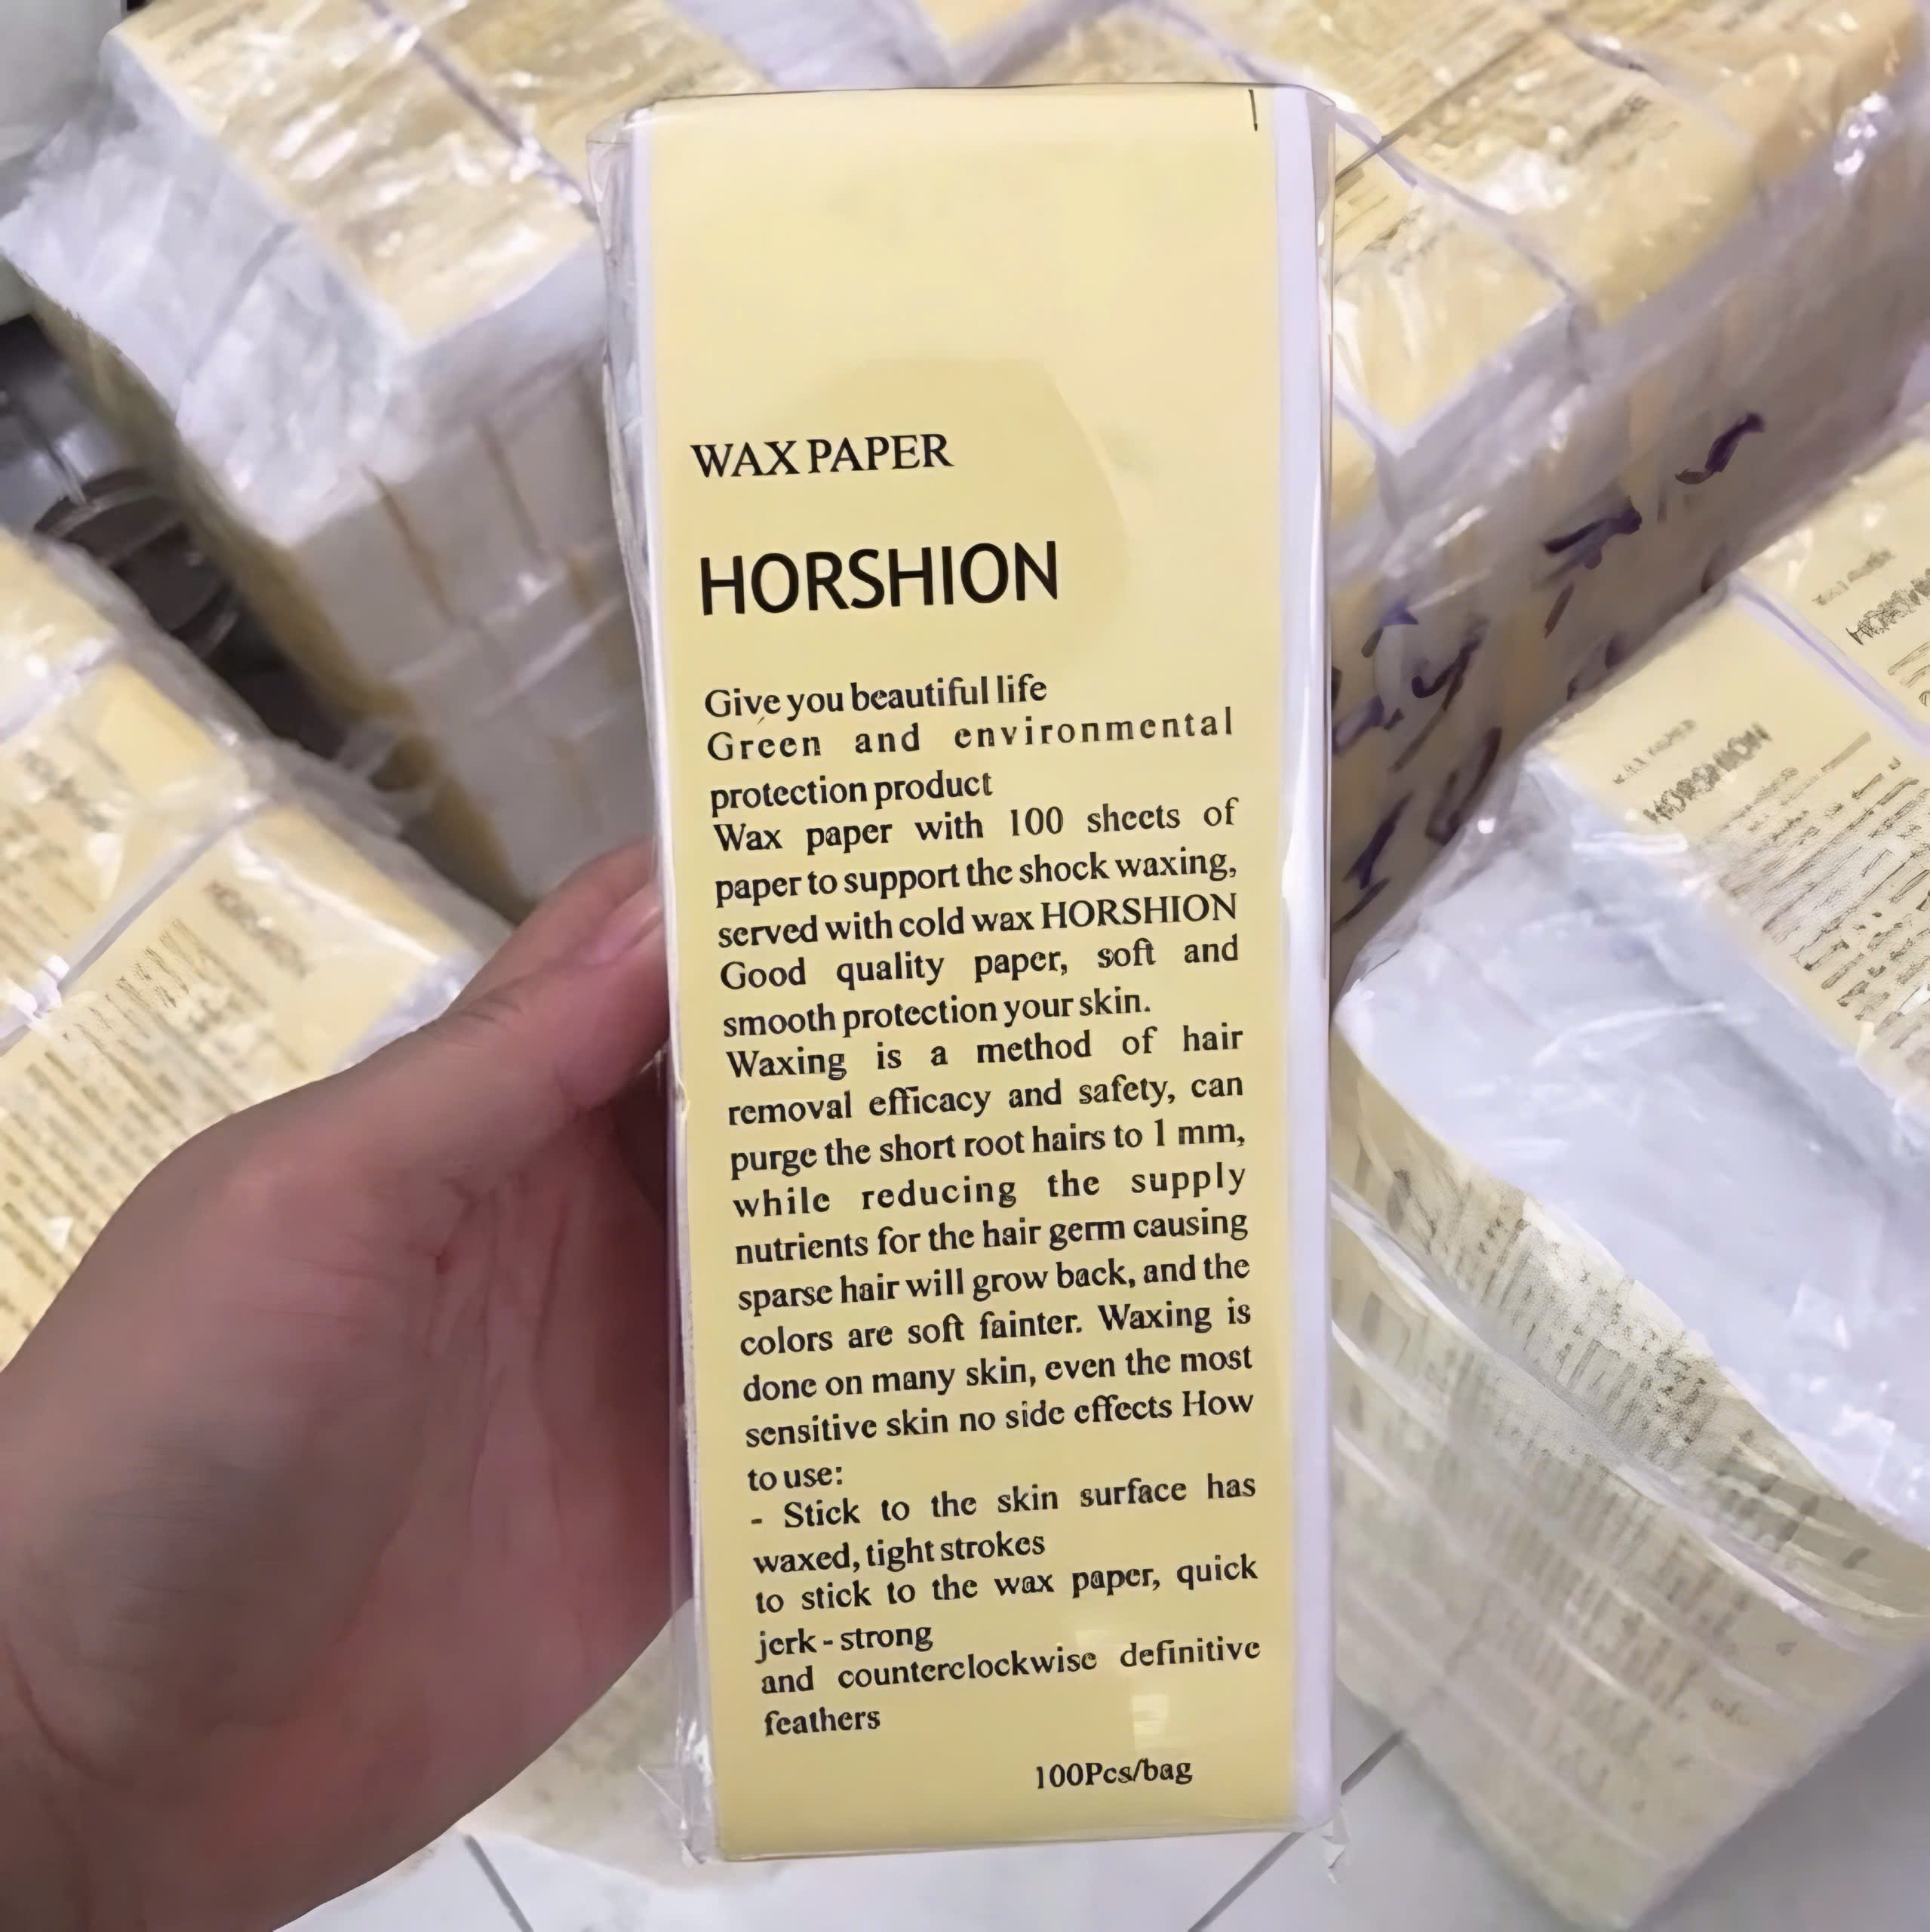 WAX PAPER
HORSHION
Give you beautiful life
Green and environmental
protection product
Wax paper with 100 sheets of
paper to support the shock waxing,
served with cold wax HORSHION
Good quality paper, soft and
smooth protection your skin.
Waxing is a method of hair
removal efficacy and safety, can
purge the short root hairs to 1 mm,
while reducing the supply
nutrients for the hair germ causing
sparse hair will grow back, and the
colors are soft fainter. Waxing is
done on many skin, even the most
sensitive skin no side effects How
to use:
- Stick to the skin surface has
waxed, tight strokes
to stick to the wax paper, quick
jerk - strong
and counterclockwise definitive
feathers
100Pcs/bag
HORSHION